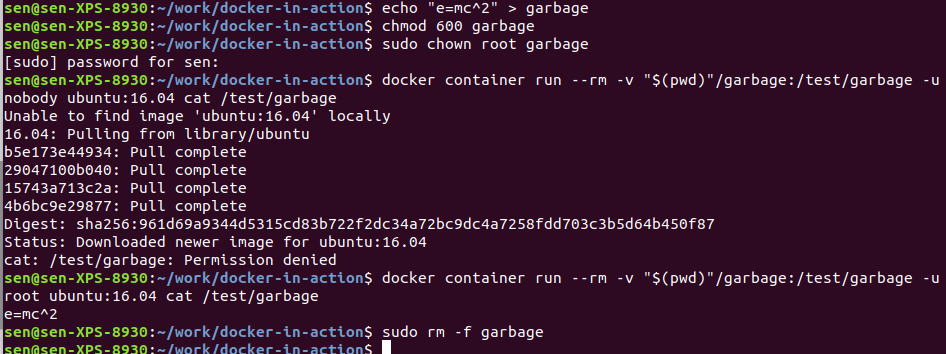 sen@sen-XPS-8930:~/work/docker-in-action$ echo "e=mc^2" > garbage
sen@sen-XPS-8930:~/work/docker-in-action$ chmod 600 garbage
sen@sen-XPS-8930:~/work/docker-in-action$ sudo chown root garbage
[sudo] password for sen:
sen@sen-XPS-8930:~/work/docker-in-action$ docker container run --rm -v "$(pwd)"/garbage:/test/garbage -u
nobody ubuntu:16.04 cat /test/garbage
Unable to find image 'ubuntu:16.04' locally
16.04: Pulling from library/ubuntu
b5e173e44934: Pull complete
29047100b040: Pull complete
15743a713c2a: Pull complete
4b6bc9e29877: Pull complete
Digest: sha256:961d69a9344d5315cd83b722f2dc34a72bc9dc4a7258fdd703c3b5d64b450f87
Status: Downloaded newer image for ubuntu:16.04
cat: /test/garbage: Permission denied
sen@sen-XPS-8930:~/work/docker-in-action$ docker container run --rm -v "$(pwd)"/garbage:/test/garbage -u
root ubuntu:16.04 cat /test/garbage
e=mc^2
sen@sen-XPS-8930:~/work/docker-in-action$ sudo rm -f garbage
sen@sen-XPS-8930:~/work/docker-in-action$